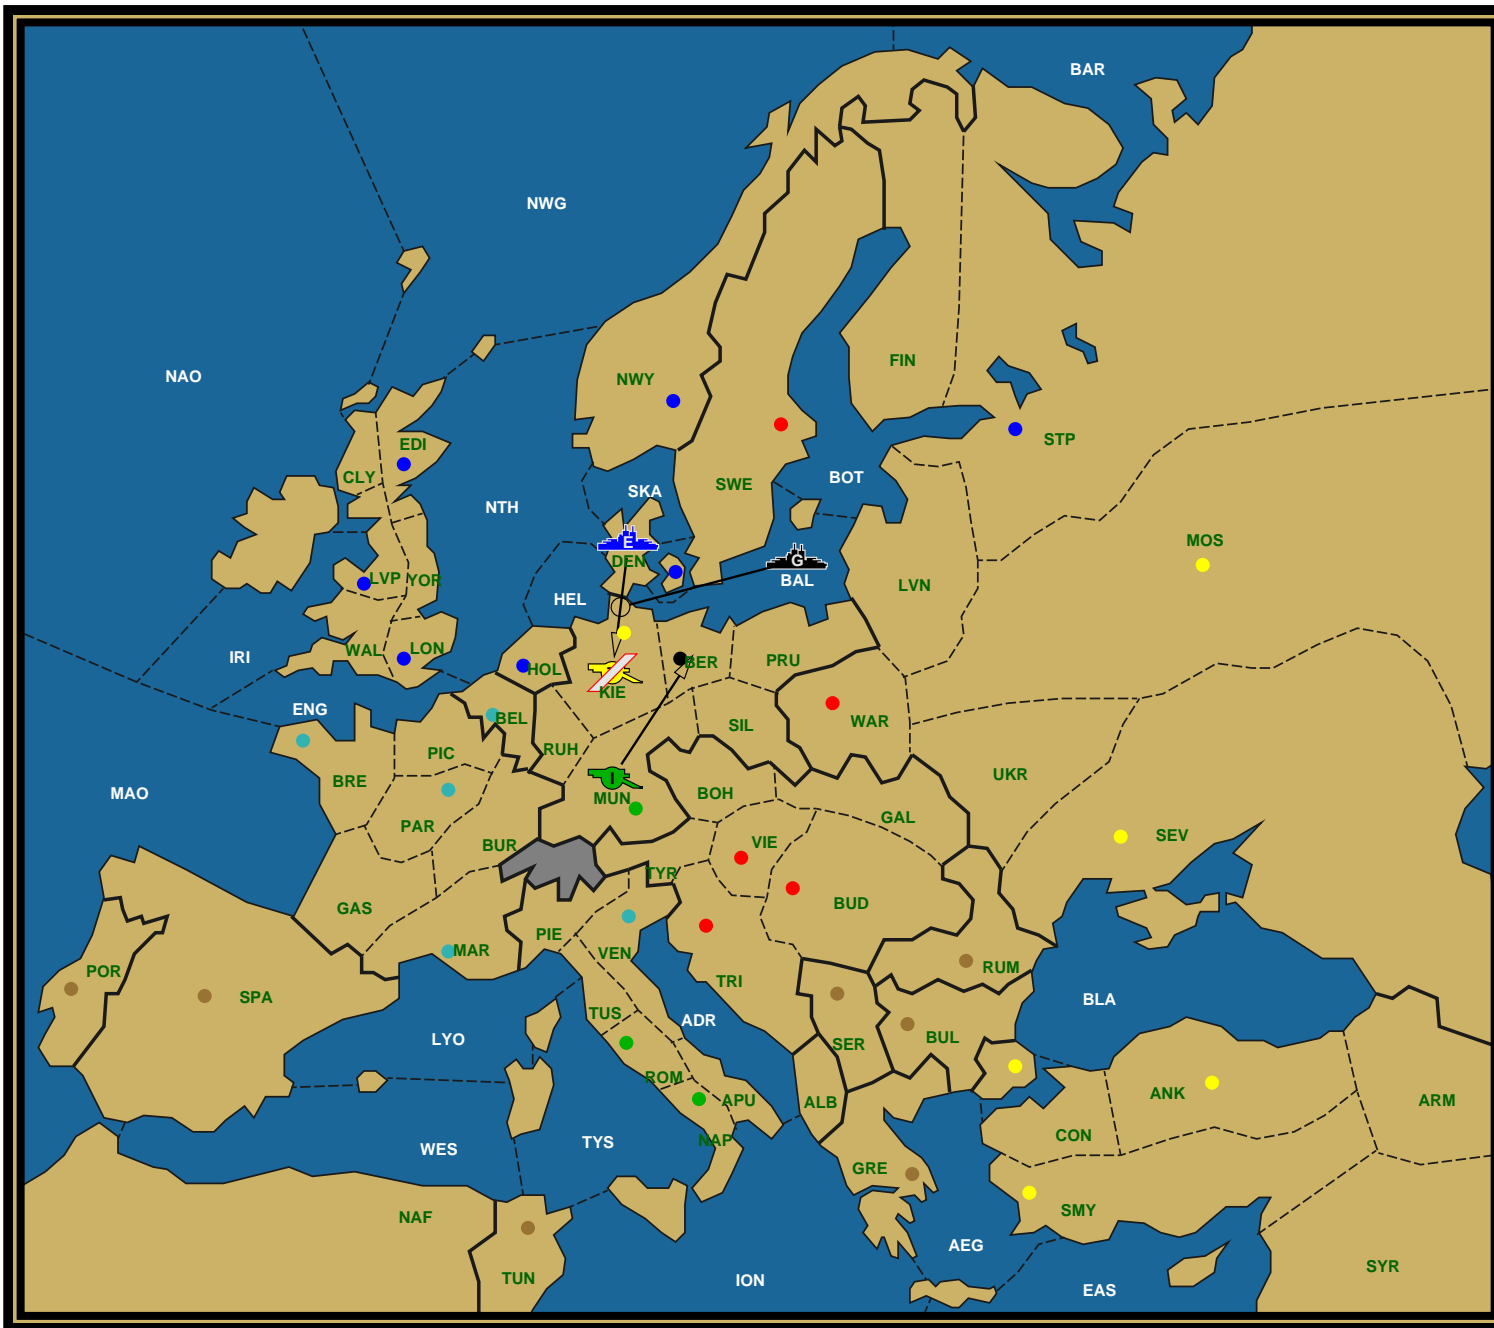 BAR
NWG
NAO
FIN
NWY
EDI
STP
CLY
SWE
BOT
SKA
NTH
MOS
E
G
DEN
BAL
LVP
YOR
LVN
HEL
WAL
LON
IRI
HOL
BER
PRU
KIE
ENG
BEL
WAR
SIL
PIC
RUH
UKR
I
BRE
MAO
MUN
BOH
GAL
PAR
SEV
BUR
VIE
TYR
BUD
GAS
PIE
VEN
MAR
RUM
POR
SPA
TRI
BLA
TUS
ADR
LYO
BUL
SER
ROM
ANK
APU
ALB
ARM
CON
NAP
TYS
WES
GRE
SMY
NAF
AEG
SYR
TUN
ION
EAS